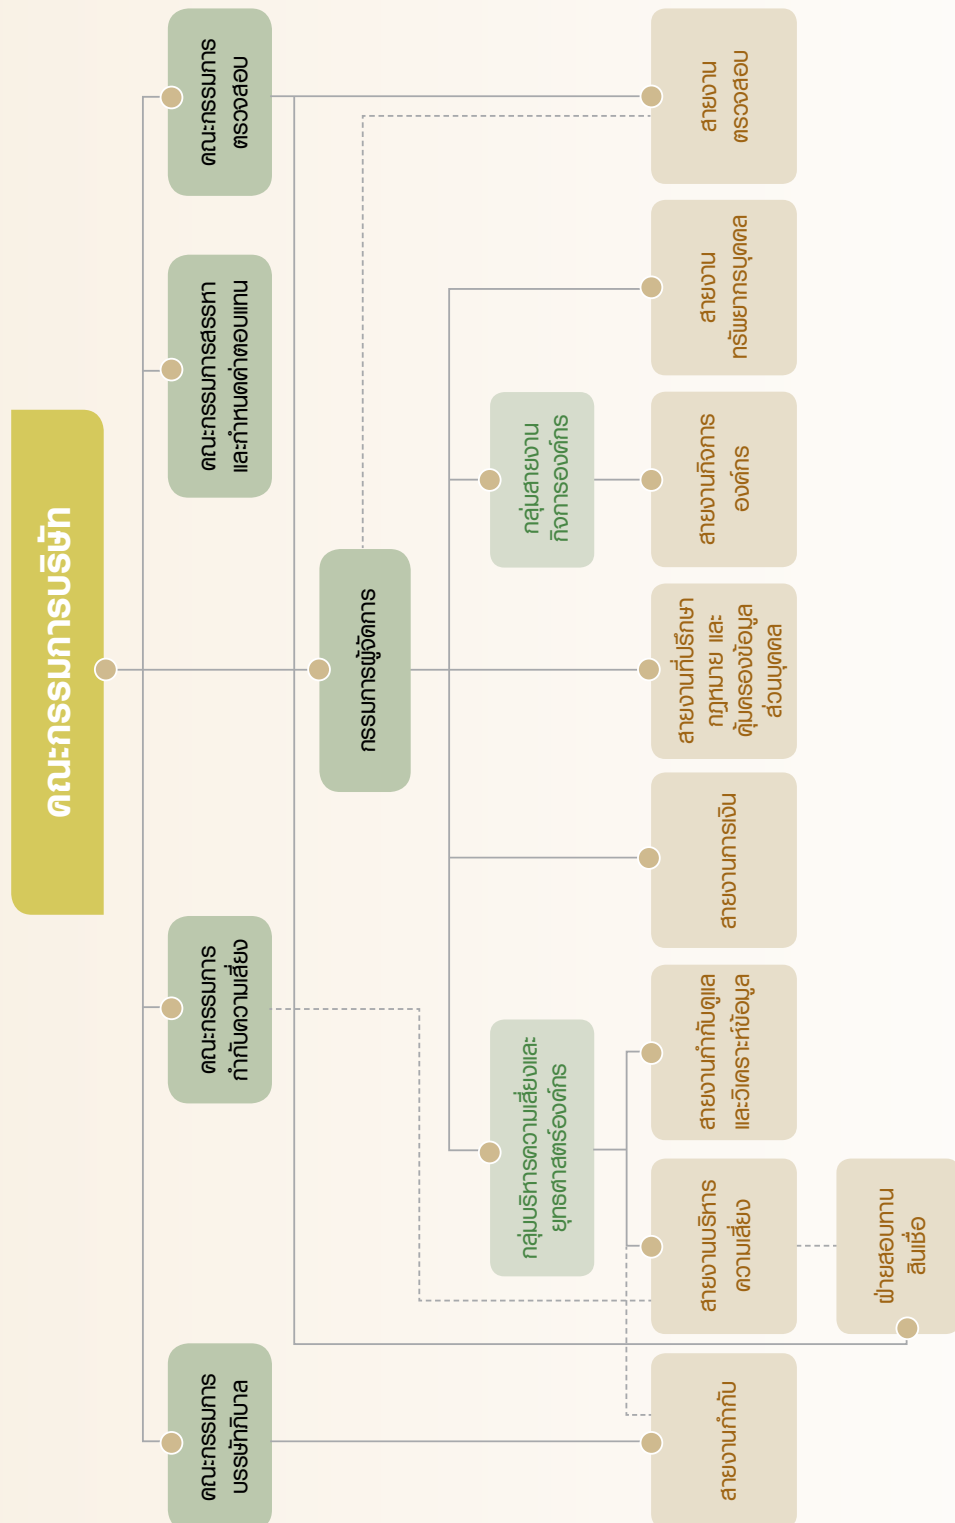 คณะกรรมการบริษัท
คณะกรรมการ
บรรษัทภิบาล
คณะกรรมการ
กำกับความเสี่ยง
คณะกรรมการสรรหา
และกำหนดค่าตอบแทน
คณะกรรมการ
ตรวจสอบ
กรรมการผู้จัดการ
กลุ่มบริหารความเสี่ยงและ
ยุทธศาสตร์องค์กร
กลุ่มสายงาน
กิจการองค์กร
สายงานกำกับ
สายงานบริหาร
ความเสี่ยง
สายงานกำกับดูแล
และวิเคราะห์ข้อมูล
สายงานการเงิน
สายงานที่ปรึกษา
กฎหมาย และ
คุ้มครองข้อมูล
ส่วนบุคคล
สายงานกิจการ
องค์กร
สายงาน
ทรัพยากรบุคคล
สายงาน
ตรวจสอบ
ฝ่ายสอบทาน
สินเชื่อ